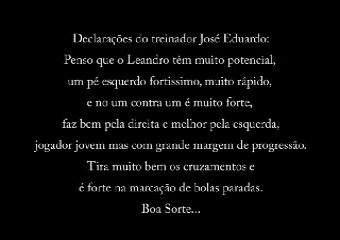 Declarações do treinador José Eduardo:
Penso que o Leandro têm muito potencial,
um pé esquerdo fortissimo, muito rápido,
e no um contra um é muito forte,
faz bem pela direita e melhor pela esquerda,
jogador jovem mas com grande margem de progressão.
Tira muito bem os cruzamentos e
é forte na marcação de bolas paradas.
Boa Sorte...